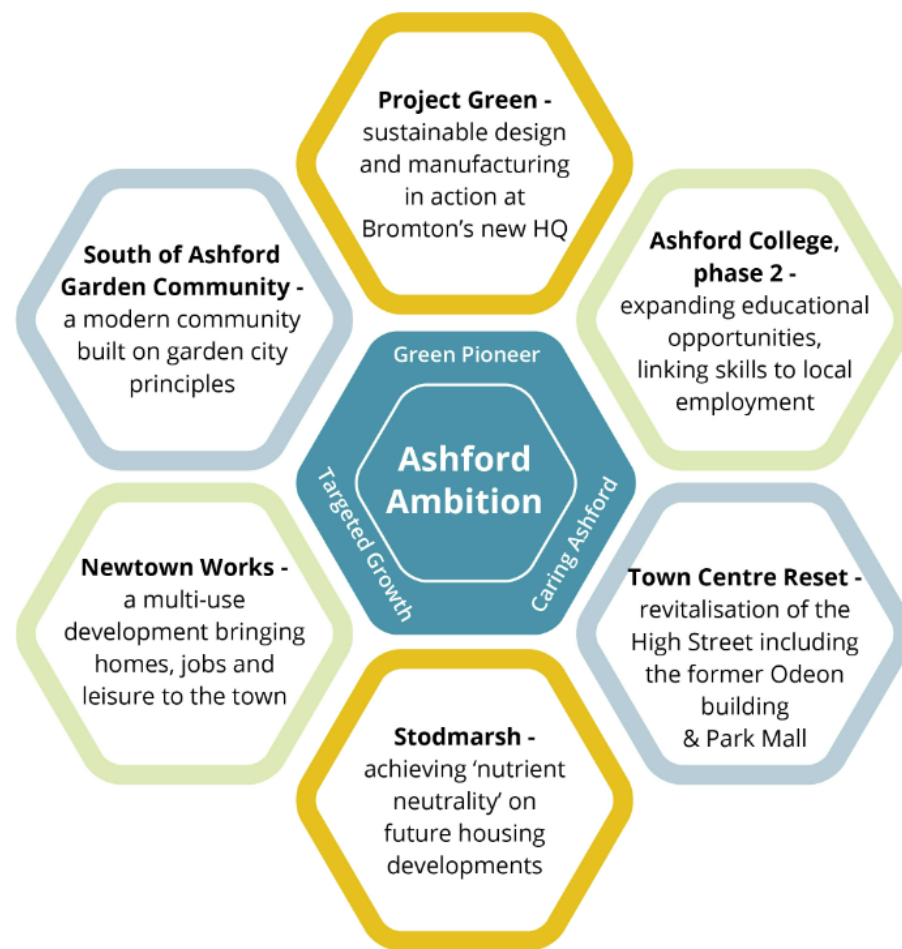 Project Green -
sustainable design
and manufacturing
in action at
Bromton’s new HQ
South of Ashford
Garden Community -
a modern community
built on garden city
principles
Ashford College,
phase 2 -
expanding educational
opportunities,
linking skills to local
employment
Green Pioneer
Ashford
Ambition
Targeted Growth
Caring Ashford
Newtown Works -
a multi-use
development bringing
homes, jobs and
leisure to the town
Town Centre Reset -
revitalisation of the
High Street including
the former Odeon
building
& Park Mall
Stodmarsh -
achieving ‘nutrient
neutrality’ on
future housing
developments